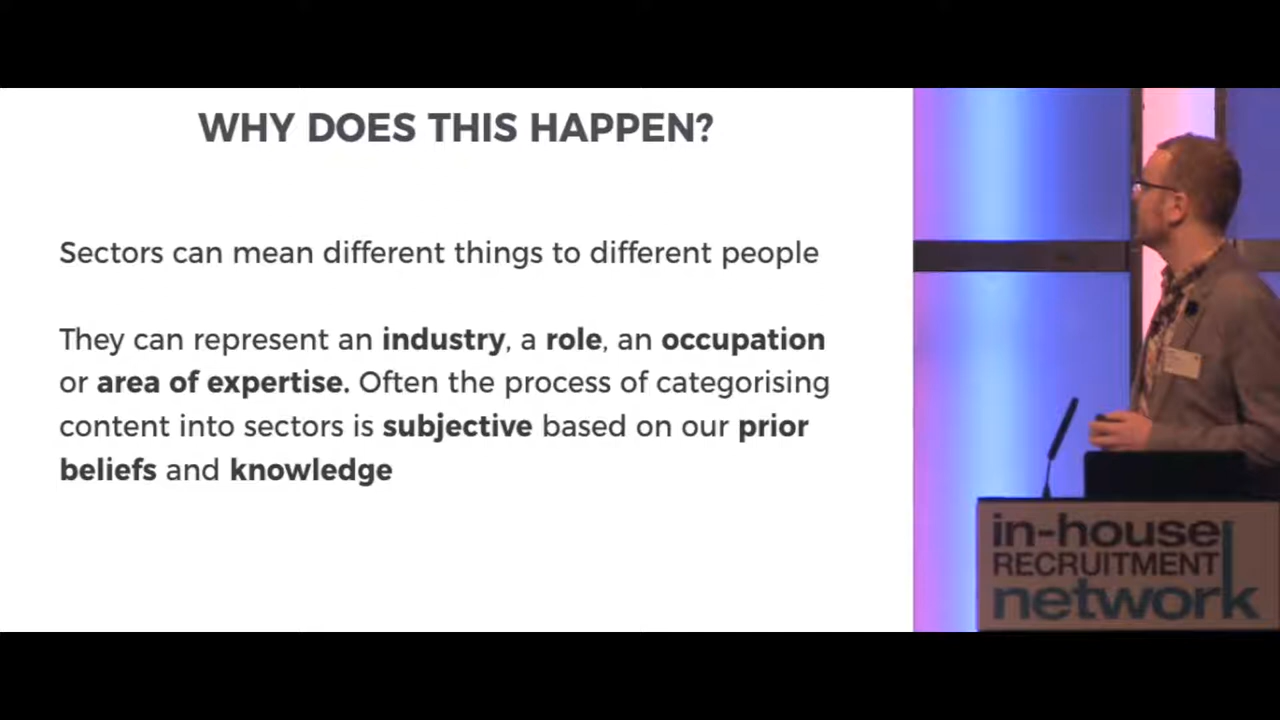 WHY DOES THIS HAPPEN?
Sectors can mean different things to different people
They can represent an industry, a role, an occupation
or area of expertise. Often the process of categorising
content into sectors is subjective based on our prior
beliefs and knowledge
in-house
RECRUITMENT
network